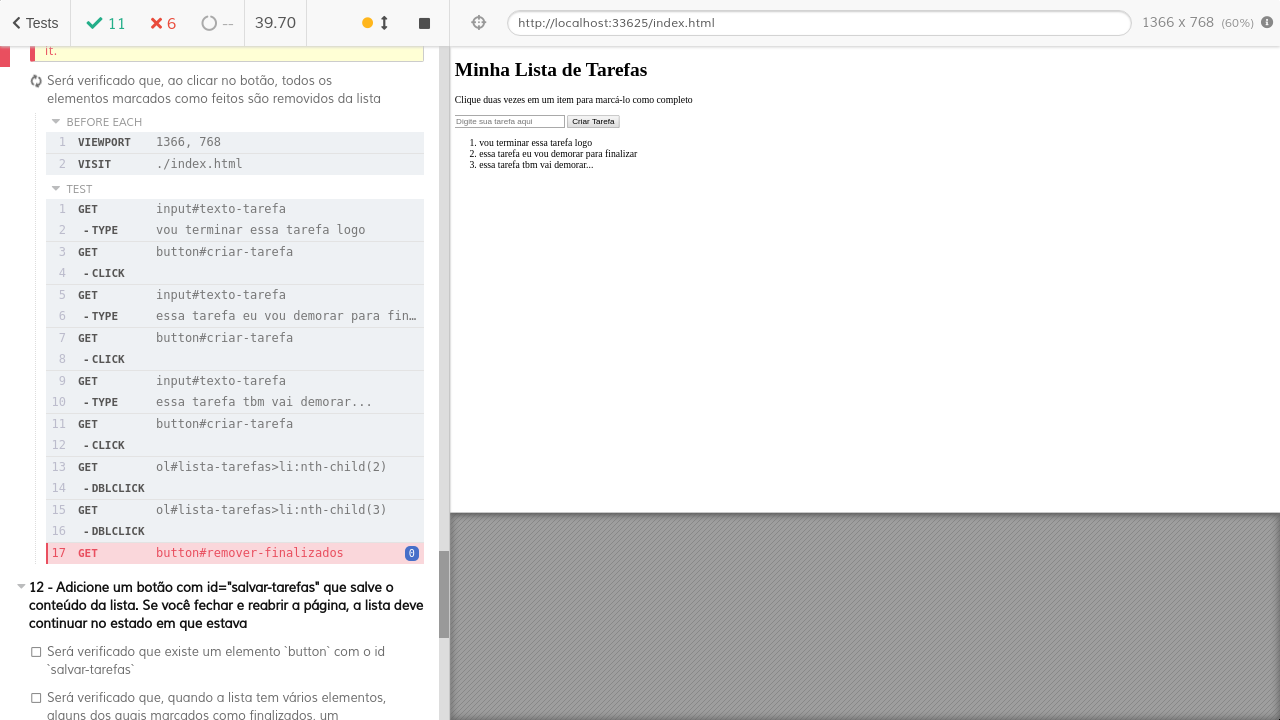 Tests
11
6
--
39.70
http://localhost:33625/index.html
1366 x 768 (60%)
it.
Será verificado que, ao clicar no botão, todos os
elementos marcados como feitos são removidos da lista
BEFORE EACH
1 VIEWPORT 1366, 768
2 VISIT ./index.html
TEST
1 GET input#texto-tarefa
2 -TYPE vou terminar essa tarefa logo
3 GET button#criar-tarefa
4 -CLICK
5 GET input#texto-tarefa
6 -TYPE essa tarefa eu vou demorar para fin…
7 GET button#criar-tarefa
8 -CLICK
9 GET input#texto-tarefa
10 -TYPE essa tarefa tbm vai demorar...
11 GET button#criar-tarefa
12 -CLICK
13 GET ol#lista-tarefas>li:nth-child(2)
14 -DBLCLICK
15 GET ol#lista-tarefas>li:nth-child(3)
16 -DBLCLICK
17 GET button#remover-finalizados 0
12 - Adicione um botão com id="salvar-tarefas" que salve o
conteúdo da lista. Se você fechar e reabrir a página, a lista deve
continuar no estado em que estava
Será verificado que existe um elemento `button` com o id
`salvar-tarefas`
Será verificado que, quando a lista tem vários elementos,
alguns dos quais marcados como finalizados, um
Minha Lista de Tarefas
Clique duas vezes em um item para marcá-lo como completo
Digite sua tarefa aqui
Criar Tarefa
1. vou terminar essa tarefa logo
2. essa tarefa eu vou demorar para finalizar
3. essa tarefa tbm vai demorar...